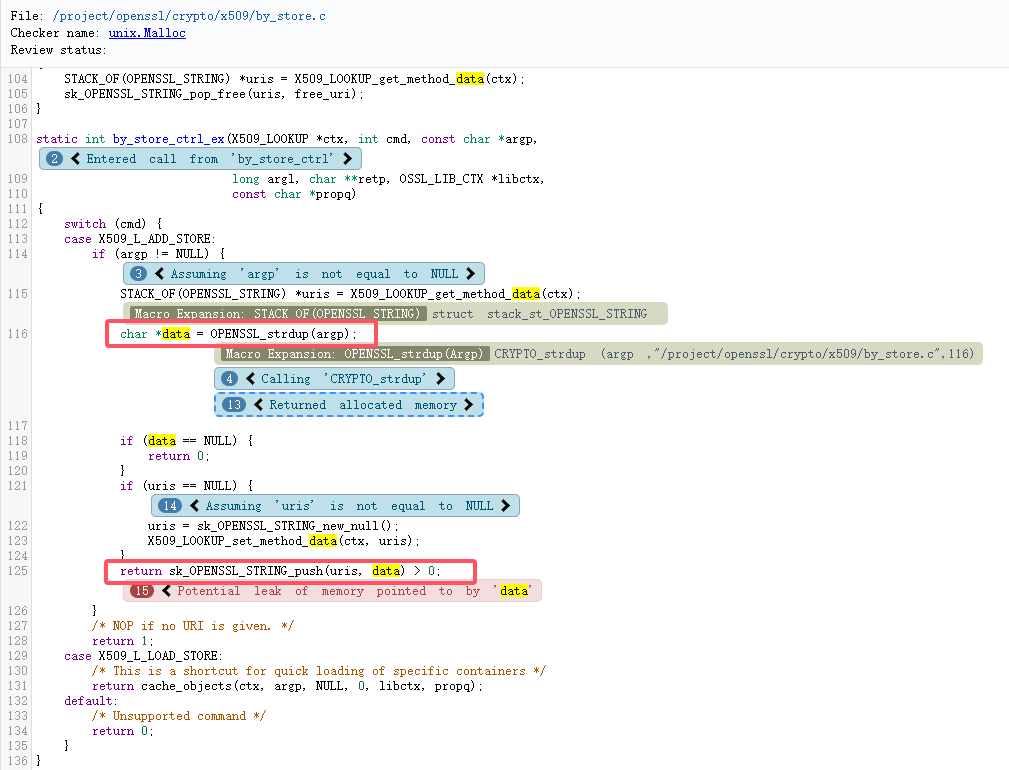 File: /project/openssl/crypto/x509/by_store.c
Checker name: unix.Malloc
Review status:
104 STACK_OF(OPENSSL_STRING) *uris = X509_LOOKUP_get_method_data(ctx);
105 sk_OPENSSL_STRING_pop_free(uris, free_uri);
106 }
107
108 static int by_store_ctrl_ex(X509_LOOKUP *ctx, int cmd, const char *argp,
2 Entered call from 'by_store_ctrl'
109 long argl, char **retp, OSSL_LIB_CTX *libctx,
110 const char *propq)
111 {
112 switch (cmd) {
113 case X509_L_ADD_STORE:
114 if (argp != NULL) {
3 Assuming 'argp' is not equal to NULL
115 STACK_OF(OPENSSL_STRING) *uris = X509_LOOKUP_get_method_data(ctx);
Macro Expansion: STACK_OF(OPENSSL_STRING) struct stack_st_OPENSSL_STRING
116 char *data = OPENSSL_strdup(argp);
Macro Expansion: OPENSSL_strdup(Argp) CRYPTO_strdup (argp ,"/project/openssl/crypto/x509/by_store.c",116)
4 Calling 'CRYPTO_strdup'
13 Returned allocated memory
117
118 if (data == NULL) {
119 return 0;
120 }
121 if (uris == NULL) {
14 Assuming 'uris' is not equal to NULL
122 uris = sk_OPENSSL_STRING_new_null();
123 X509_LOOKUP_set_method_data(ctx, uris);
124 }
125 return sk_OPENSSL_STRING_push(uris, data) > 0;
15 Potential leak of memory pointed to by 'data'
126 }
127 /* NOP if no URI is given. */
128 return 1;
129 case X509_L_LOAD_STORE:
130 /* This is a shortcut for quick loading of specific containers */
131 return cache_objects(ctx, argp, NULL, 0, libctx, propq);
132 default:
133 /* Unsupported command */
134 return 0;
135 }
136 }